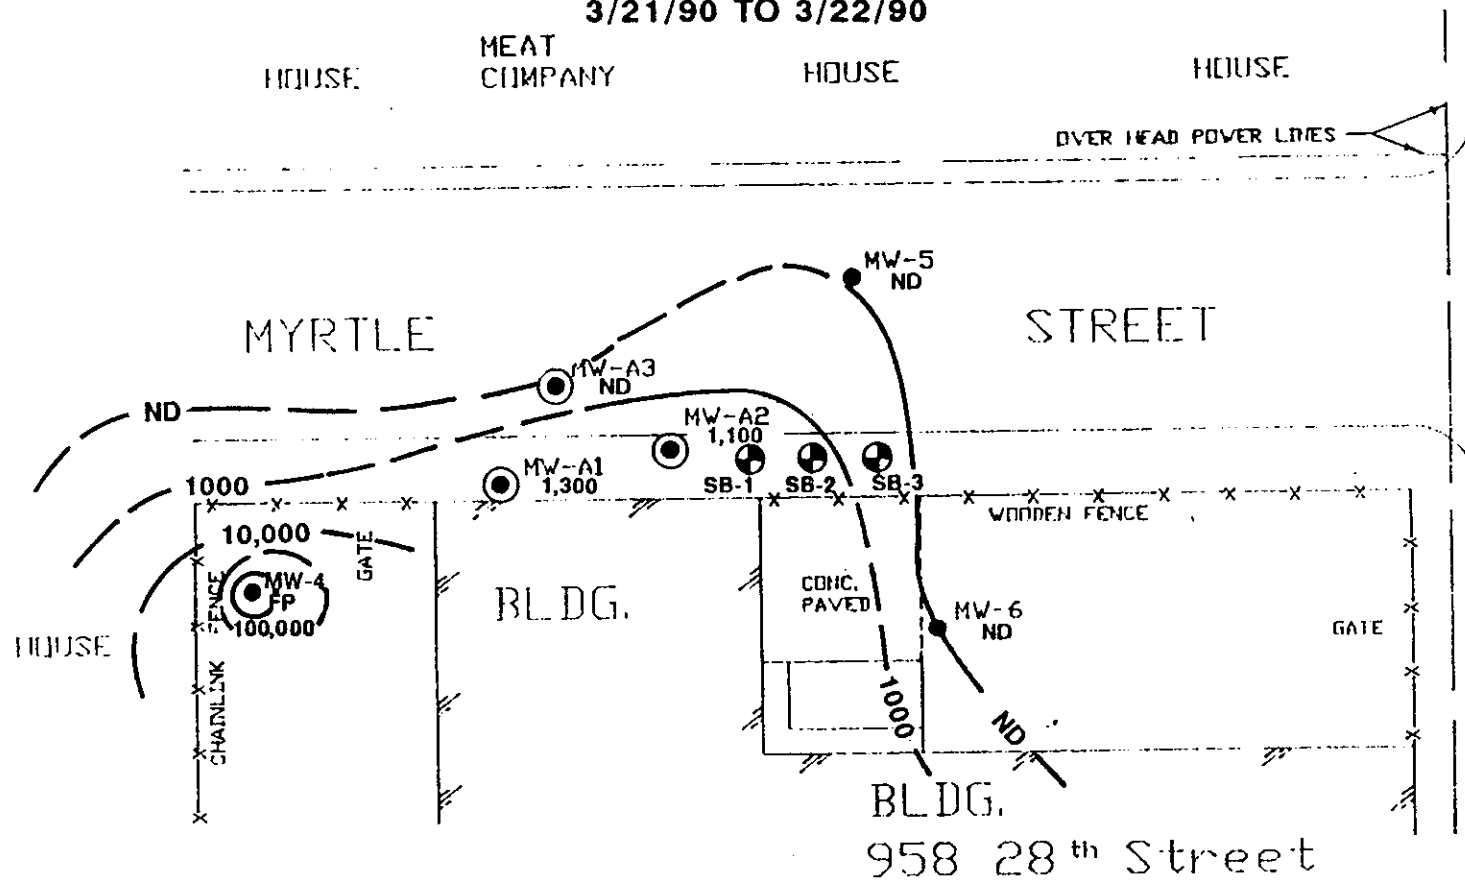 3/21/90 TO 3/22/90
HOUSE
MEAT
COMPANY
HOUSE
HOUSE
OVER HEAD POWER LINES
MW-5
ND
MYRTLE
STREET
MW-A3
ND
ND
MW-A2
1,100
MW-A1
1,300
SB-1
SB-2
SB-3
1000
WOODEN FENCE
10,000
GATE
MW-4
FP
100,000
CHAINLINK FENCE
HOUSE
BLDG.
CONC.
PAVED
MW-6
ND
GATE
1000
ND
BLDG.
958 28th Street